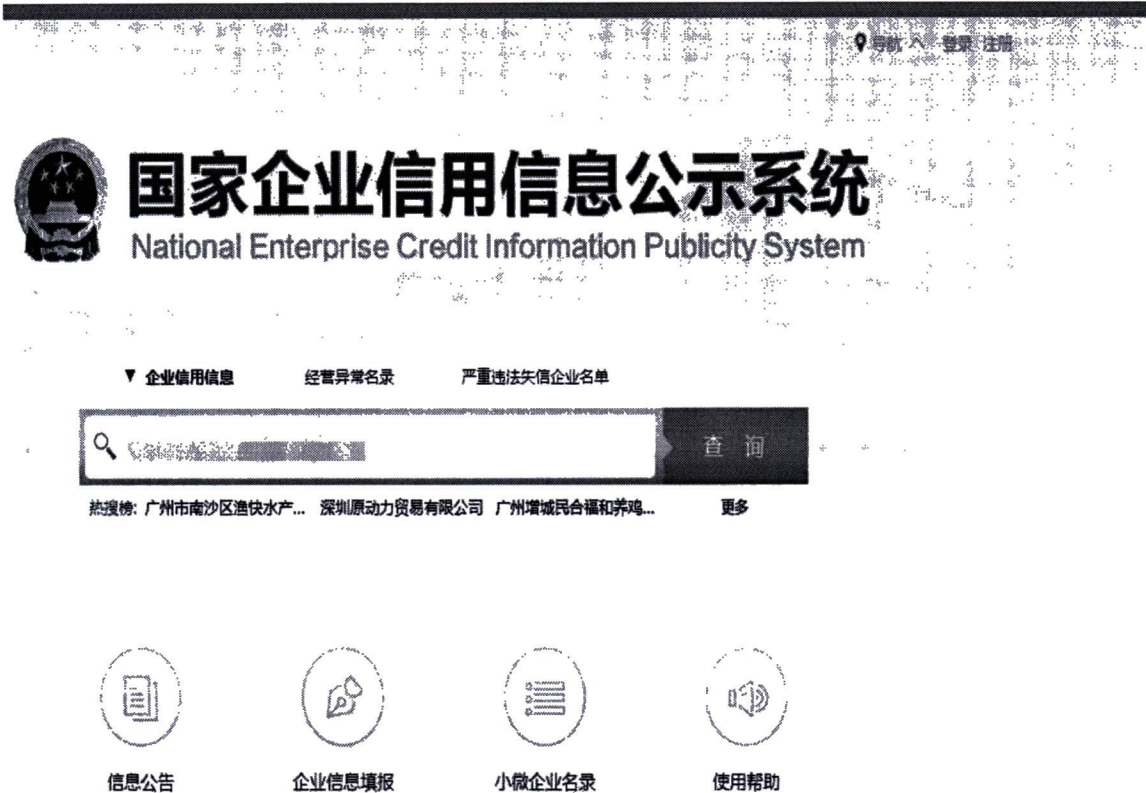 导航 登录 注册
国家企业信用信息公示系统
National Enterprise Credit Information Publicity System
企业信用信息 经营异常名录 严重违法失信企业名单
查询
热搜榜: 广州市南沙区渔快水产... 深圳原动力贸易有限公司 广州增城民合福和养鸡... 更多
信息公告 企业信息填报 小微企业名录 使用帮助